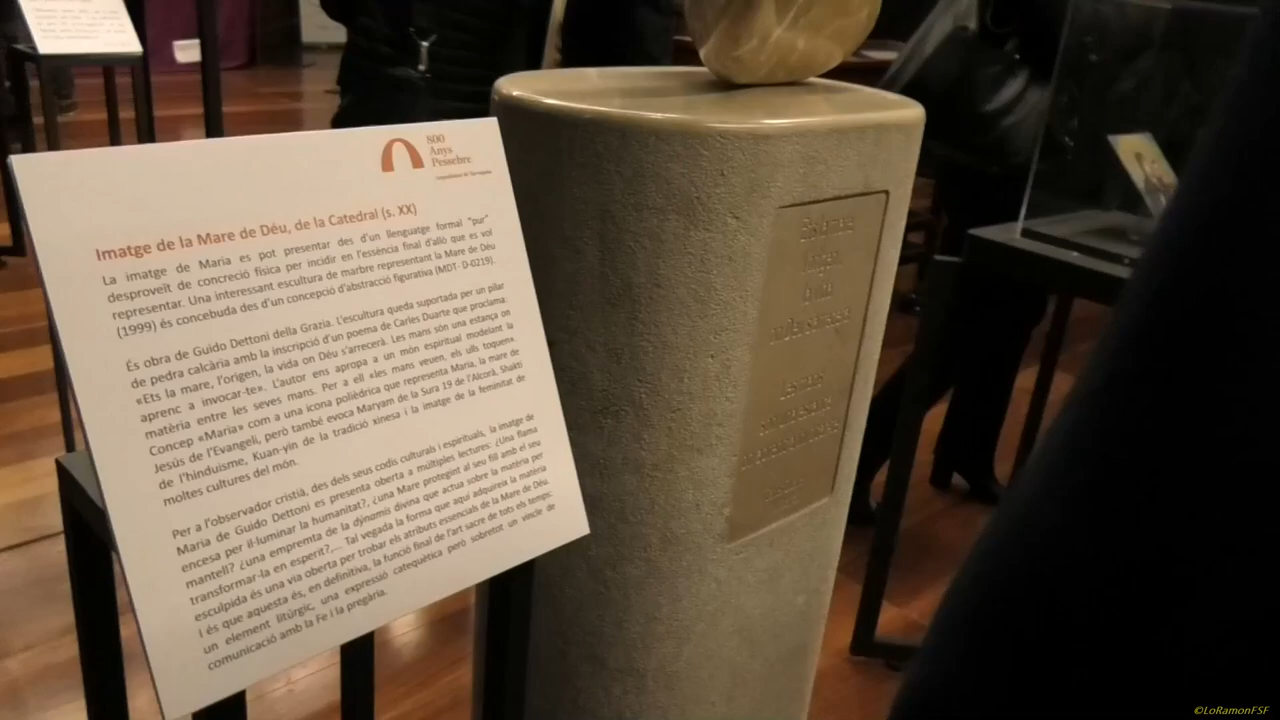 800
Anys
Pessebre
Imatge de la Mare de Déu, de la Catedral (s. XX)
La imatge de Maria es pot presentar des d'un llenguatge formal "pur"
desproveït de concreció física per incidir en l'essència final d'allò que es vol
representar. Una interessant escultura de marbre representant la Mare de Déu
(1999) és concebuda des d'un concepció d'abstracció figurativa (MDT- D-0219).
És obra de Guido Dettoni della Grazia. L'escultura queda suportada per un pilar
de pedra calcària amb la inscripció d'un poema de Carles Duarte que proclama:
«Ets la mare, l'origen, la vida on Déu s'arrecerà. Les mans són una estança on
aprenc a invocar-te». L'autor ens apropa a un món espiritual modelant la
matèria entre les seves mans. Per a ell «les mans veuen, els ulls toquen».
Concep «Maria» com a una icona polièdrica que representa Maria, la mare de
Jesús de l'Evangeli, però també evoca Maryam de la Sura 19 de l'Alcorà, Shakti
de l'hinduisme, Kuan-yin de la tradició xinesa i la imatge de la feminitat de
moltes cultures del món.
Per a l'observador cristià, des dels seus codis culturals i espirituals, la imatge de
Maria de Guido Dettoni es presenta oberta a múltiples lectures: ¿Una flama
encesa per il·luminar la humanitat?, ¿una Mare protegint al seu fill amb el seu
mantell? ¿una empremta de la dýnamis divina que actua sobre la matèria per
transformar-la en esperit?,... Tal vegada la forma que aquí adquireix la matèria
esculpida és una via oberta per trobar els atributs essencials de la Mare de Déu.
I és que aquesta és, en definitiva, la funció final de l'art sacre de tots els temps:
un element litúrgic, una expressió catequètica però sobretot un vincle de
comunicació amb la Fe i la pregària.
Ets la mare
l'origen
la vida
on Déu s'arrecerà
Les mans
són una estança
©LoRamonFSF